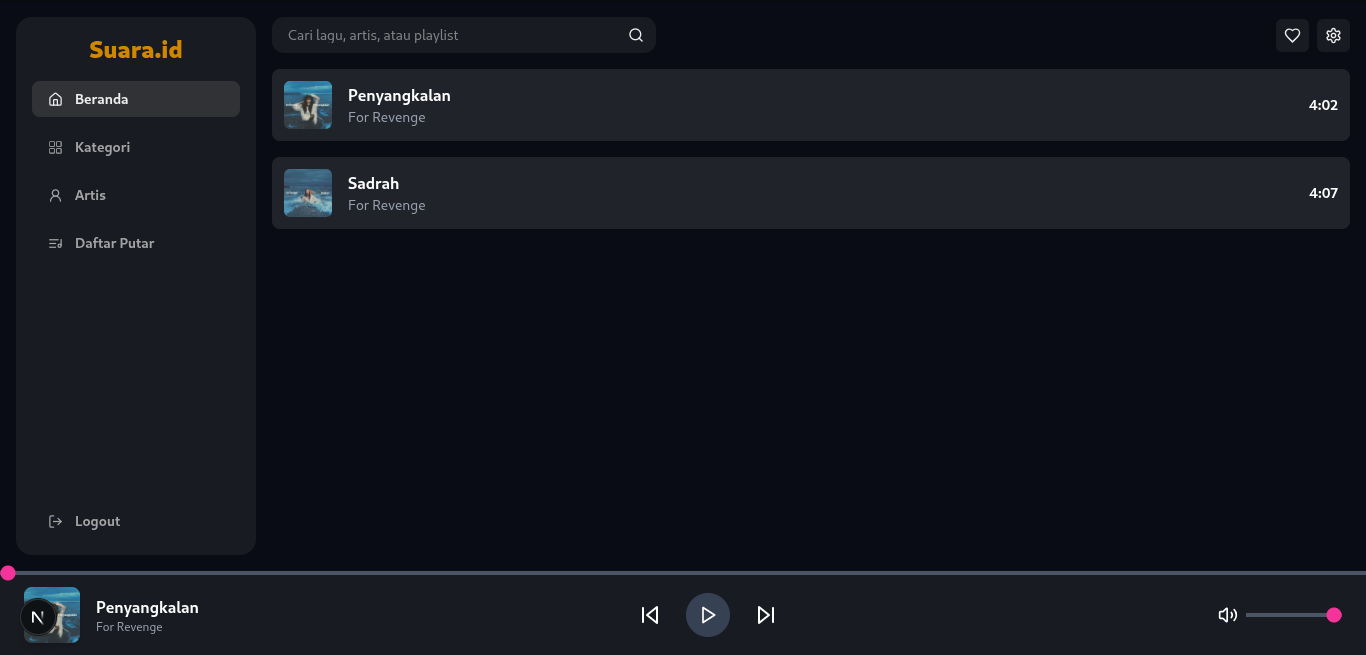 Suara.id
Beranda
Kategori
Artis
Daftar Putar
Logout
Cari lagu, artis, atau playlist
Penyangkalan
For Revenge
4:02
Sadrah
For Revenge
4:07
N
Penyangkalan
For Revenge